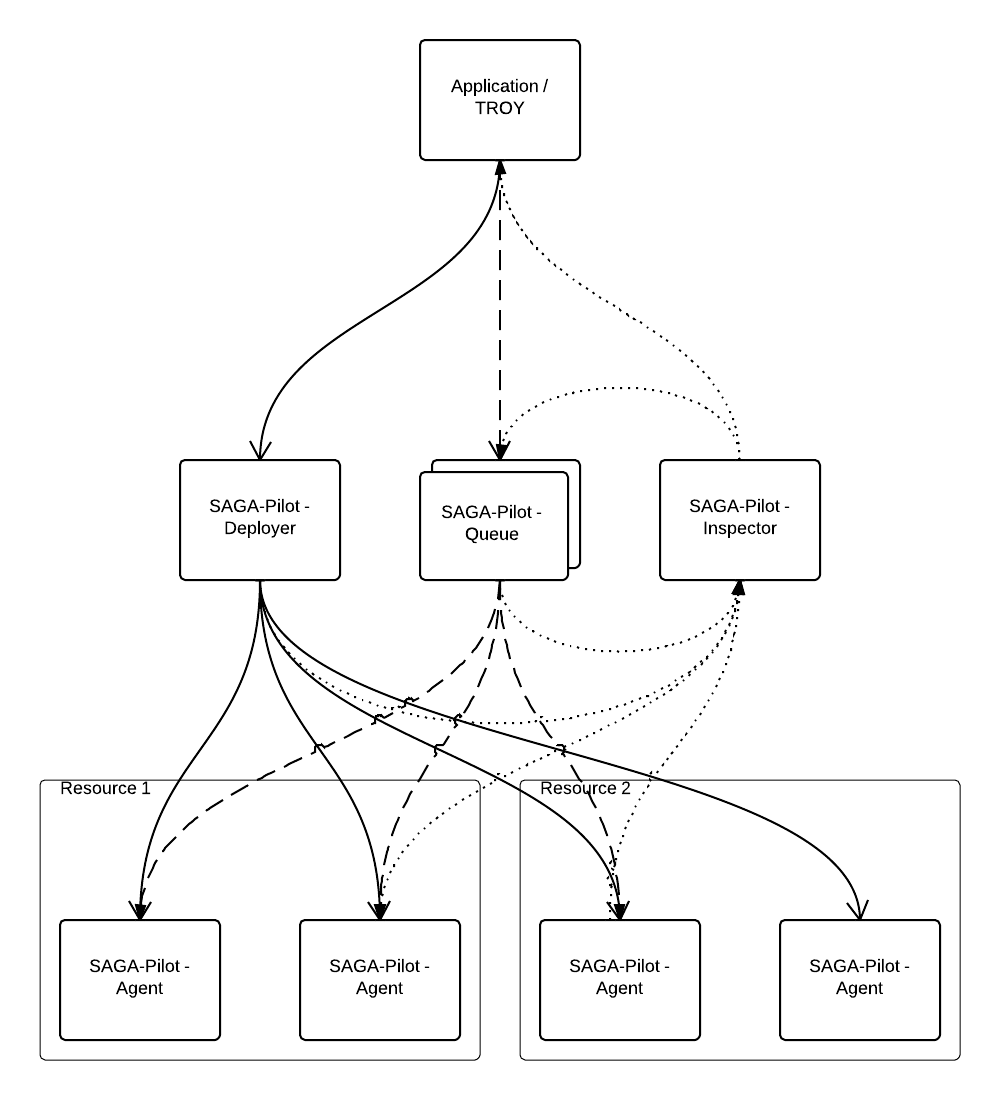 Application /
TROY
SAGA-Pilot -
Deployer
SAGA-Pilot -
Queue
SAGA-Pilot -
Inspector
Resource 1
Resource 2
SAGA-Pilot -
Agent
SAGA-Pilot -
Agent
SAGA-Pilot -
Agent
SAGA-Pilot -
Agent